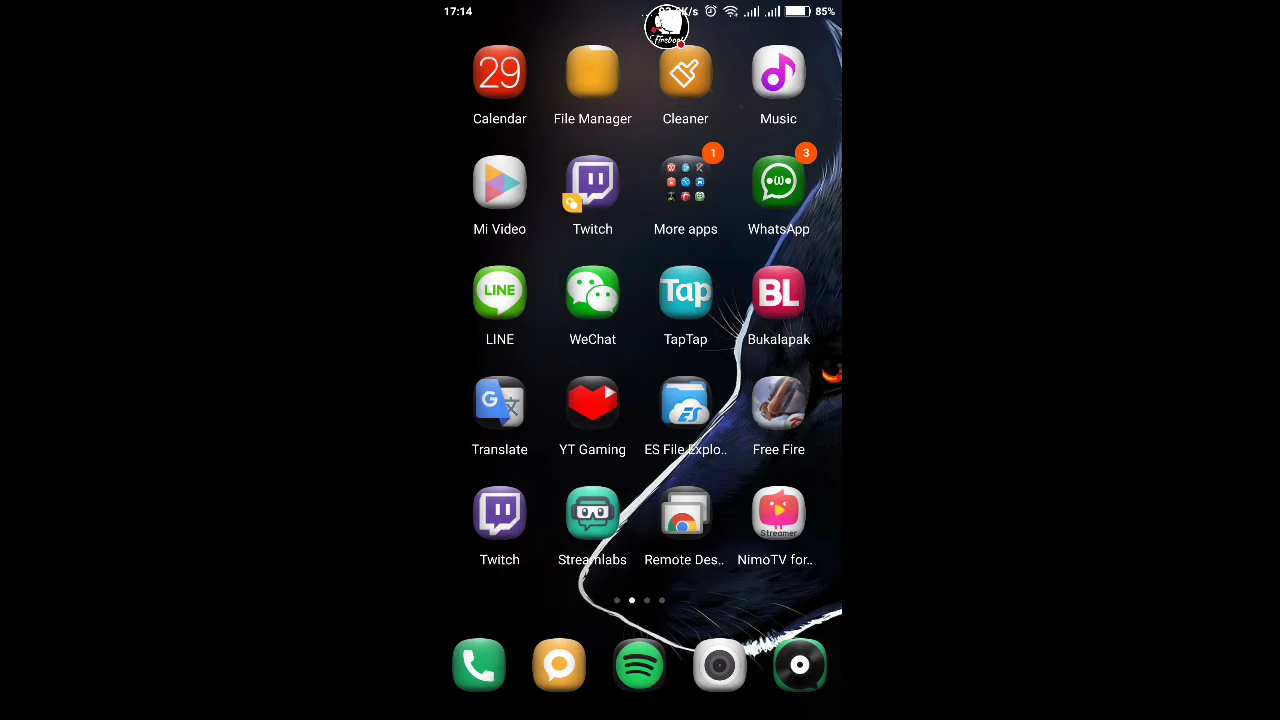 17:14
K/s
85%
29
Calendar
File Manager
Cleaner
Music
1
3
Mi Video
Twitch
More apps
WhatsApp
LINE
Tap
BL
LINE
WeChat
TapTap
Bukalapak
G
文
ES
Translate
YT Gaming
ES File Explo..
Free Fire
Streamer
Twitch
Streamlabs
Remote Des..
NimoTV for..